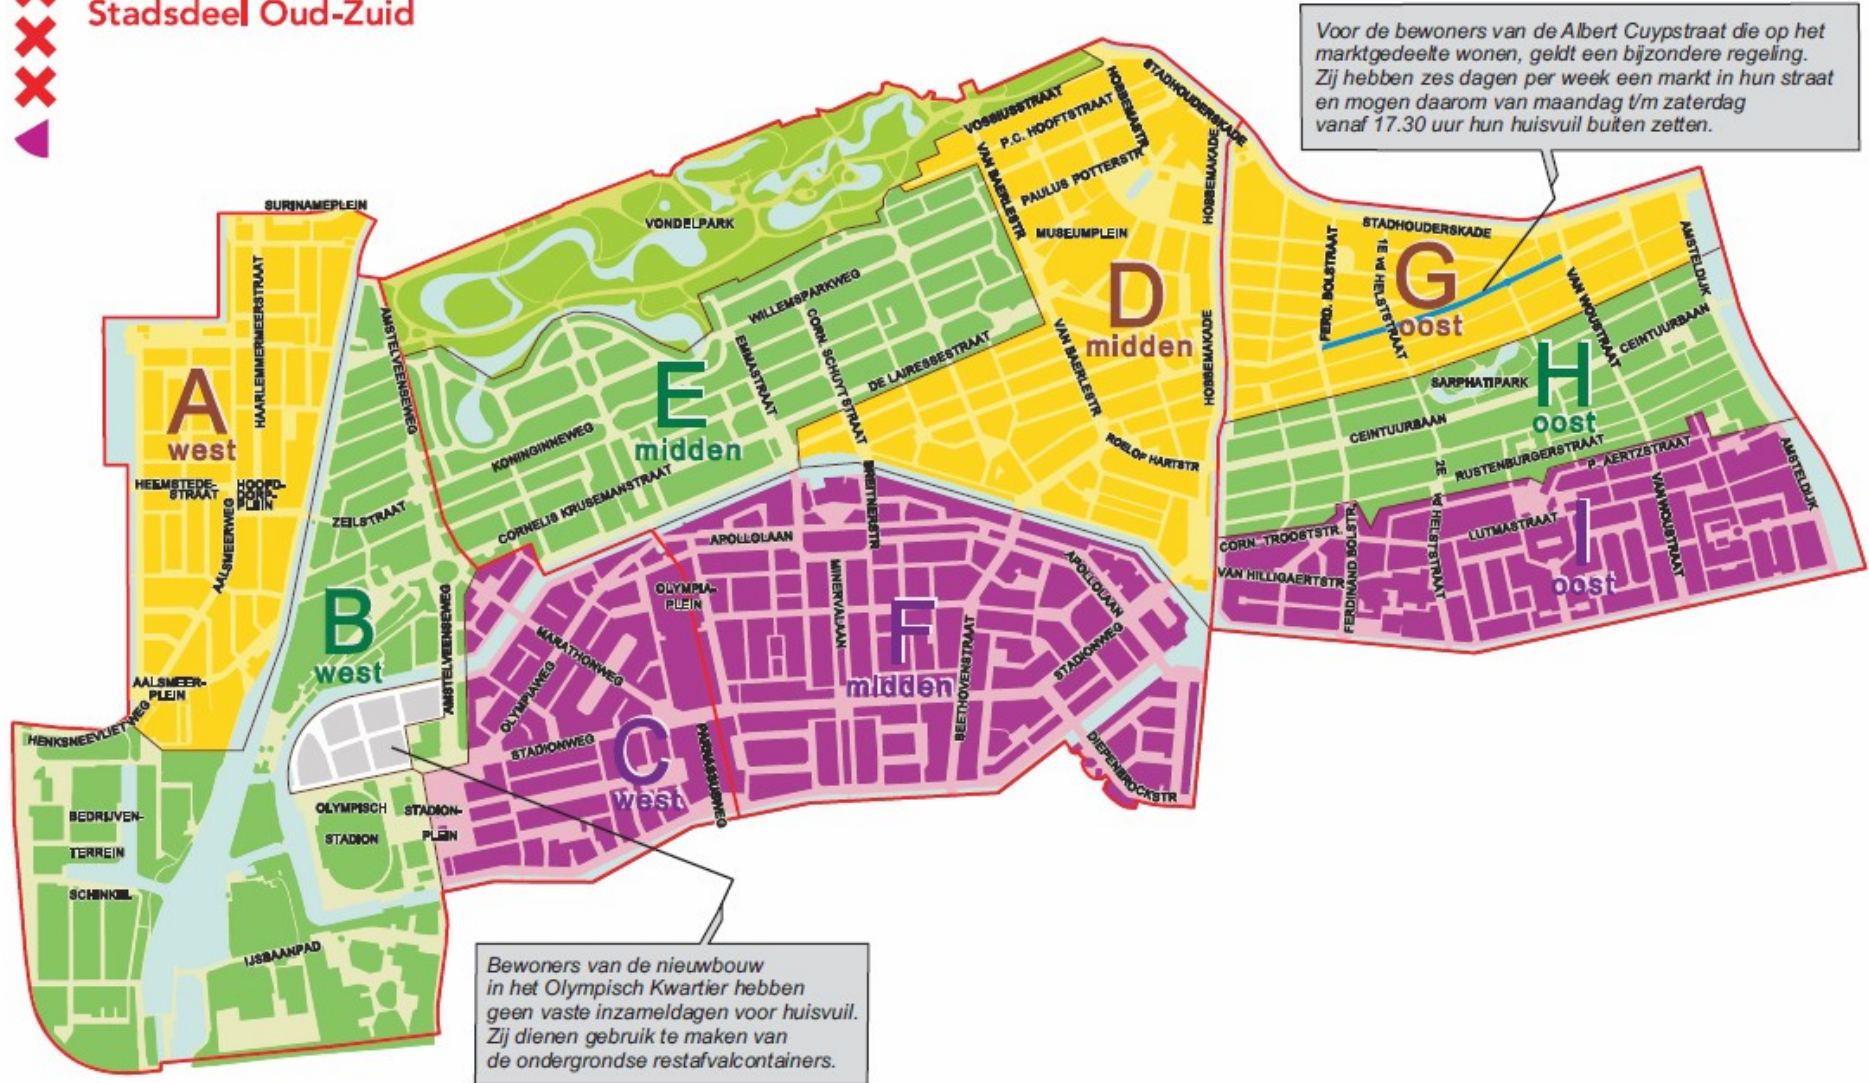 Stadsdeel Oud-Zuid
Voor de bewoners van de Albert Cuypstraat die op het
marktgedeelte wonen, geldt een bijzondere regeling.
Zij hebben zes dagen per week een markt in hun straat
en mogen daarom van maandag t/m zaterdag
vanaf 17.30 uur hun huisvuil buiten zetten.
SURINAMEPLEIN
HAARLEMMERMEERSTRAAT
A
west
HEEMSTEDE-
STRAAT
HOOFD-
DORP-
PLEIN
AALSMEERWEG
AALSMEER-
PLEIN
HENKSNEEVLIET WEG
BEDRIJVEN-
TERREIN
SCHINKEL
AMSTELVEENSEWEG
ZEILSTRAAT
B
west
AMSTELVEENSEWEG
OLYMPISCH
STADION
STADION-
PLEIN
IJSBAANPAD
VONDELPARK
WILLEMSPARKWEG
EMMASTRAAT
CORN. SCHUYTSTRAAT
DE LAIRESSESTRAAT
E
midden
KONINGINNEWEG
CORNELIS KRUSEMANSTRAAT
VOSSIUSSTRAAT
P.C. HOOFTSTRAAT
HOBBEMASTR
STADHOUDERSKADE
PAULUS POTTERSTR
VAN BAERLESTR
MUSEUMPLEIN
HOBBEMAKADE
D
midden
VAN BAERLESTR
HOBBEMAKADE
ROELOF HARTSTR
STADHOUDERSKADE
FERD. BOLSTRAAT
1E vd HELSTSTRAAT
G
oost
VAN WOUSTRAAT
AMSTELDIJK
CEINTUURBAAN
SARPHATIPARK
H
oost
CEINTUURBAAN
RUSTENBURGERSTRAAT
P. AERTZSTRAAT
2E vd HELSTSTRAAT
AMSTELDIJK
CORN. TROOSTSTR.
VAN HILLIGAERTSTR
FERDINAND BOLSTR.
LUTMASTRAAT
VAN WOUSTRAAT
I
oost
APOLLOLAAN
BREITNERSTR
OLYMPIA-
PLEIN
MINERVALAAN
F
midden
BEETHOVENSTRAAT
APOLLOLAAN
STADIONWEG
DIEPENBROCKSTR
MARATHONWEG
OLYMPIAWEG
STADIONWEG
C
west
PARNASSUSWEG
Bewoners van de nieuwbouw
in het Olympisch Kwartier hebben
geen vaste inzameldagen voor huisvuil.
Zij dienen gebruik te maken van
de ondergrondse restafvalcontainers.